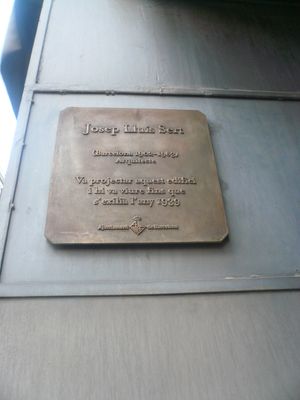 Josep Lluís Sert
(Barcelona 1902-1983)
Arquitecte
Va projectar aquest edifici
i hi va viure fins que
s'exilià l'any 1939
Ajuntament de Barcelona